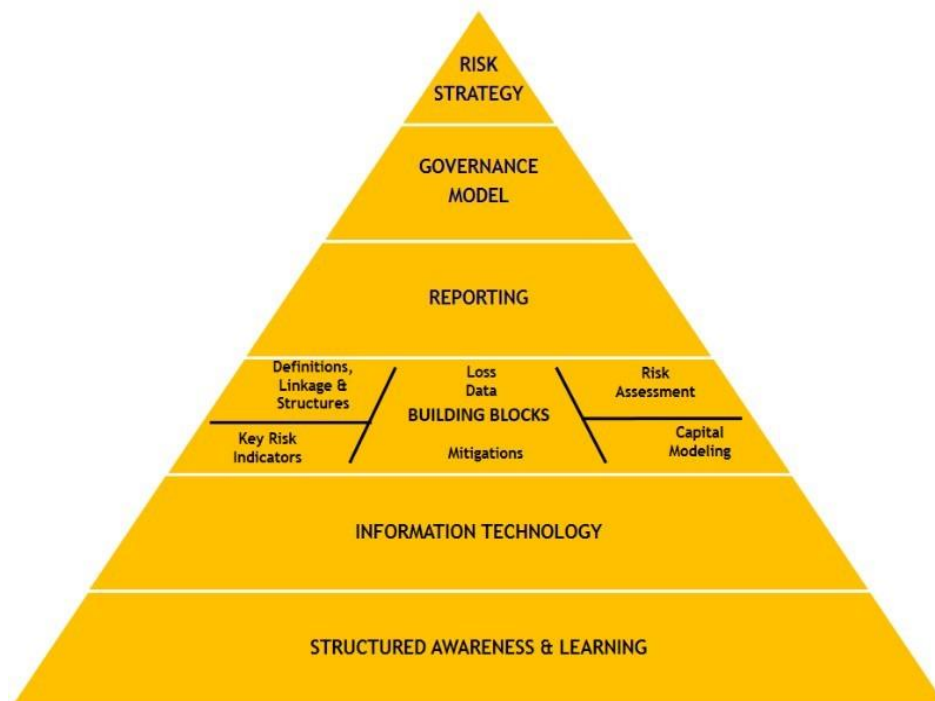 RISK
STRATEGY
GOVERNANCE
MODEL
REPORTING
Definitions,
Linkage &
Structures
Key Risk
Indicators
Loss
Data
BUILDING BLOCKS
Mitigations
Risk
Assessment
Capital
Modeling
INFORMATION TECHNOLOGY
STRUCTURED AWARENESS & LEARNING